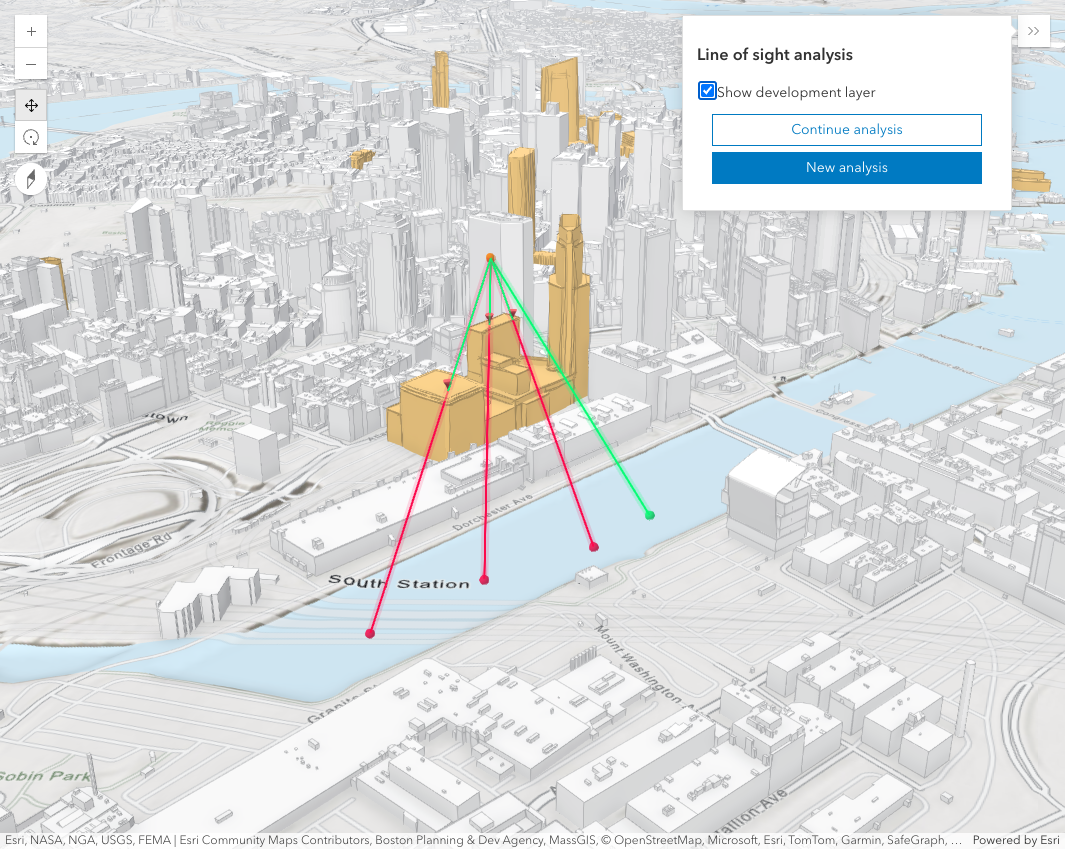 Line of sight analysis
Show development layer
Continue analysis
New analysis
Dorchester Ave
Frontage Rd
South Station
Mount Washington
Granite
obin Park
Esri, NASA, NGA, USGS, FEMA | Esri Community Maps Contributors, Boston Planning & Dev Agency, MassGIS, © OpenStreetMap, Microsoft, Esri, TomTom, Garmin, SafeGraph, ... Powered by Esri